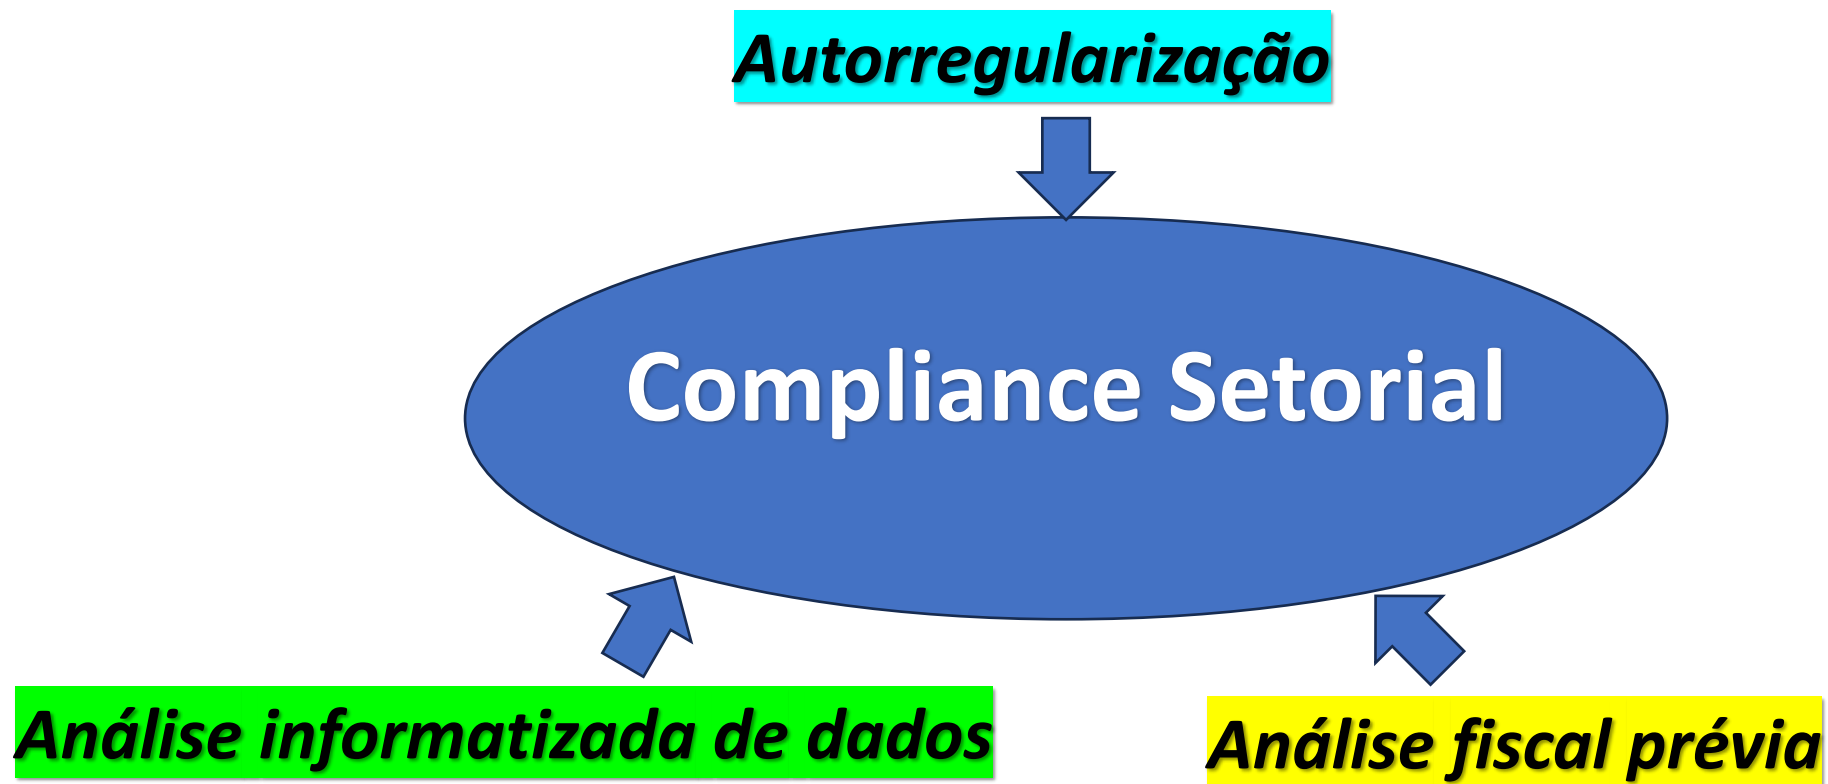 Autorregularização
Compliance Setorial
Análise informatizada de dados
Análise fiscal prévia